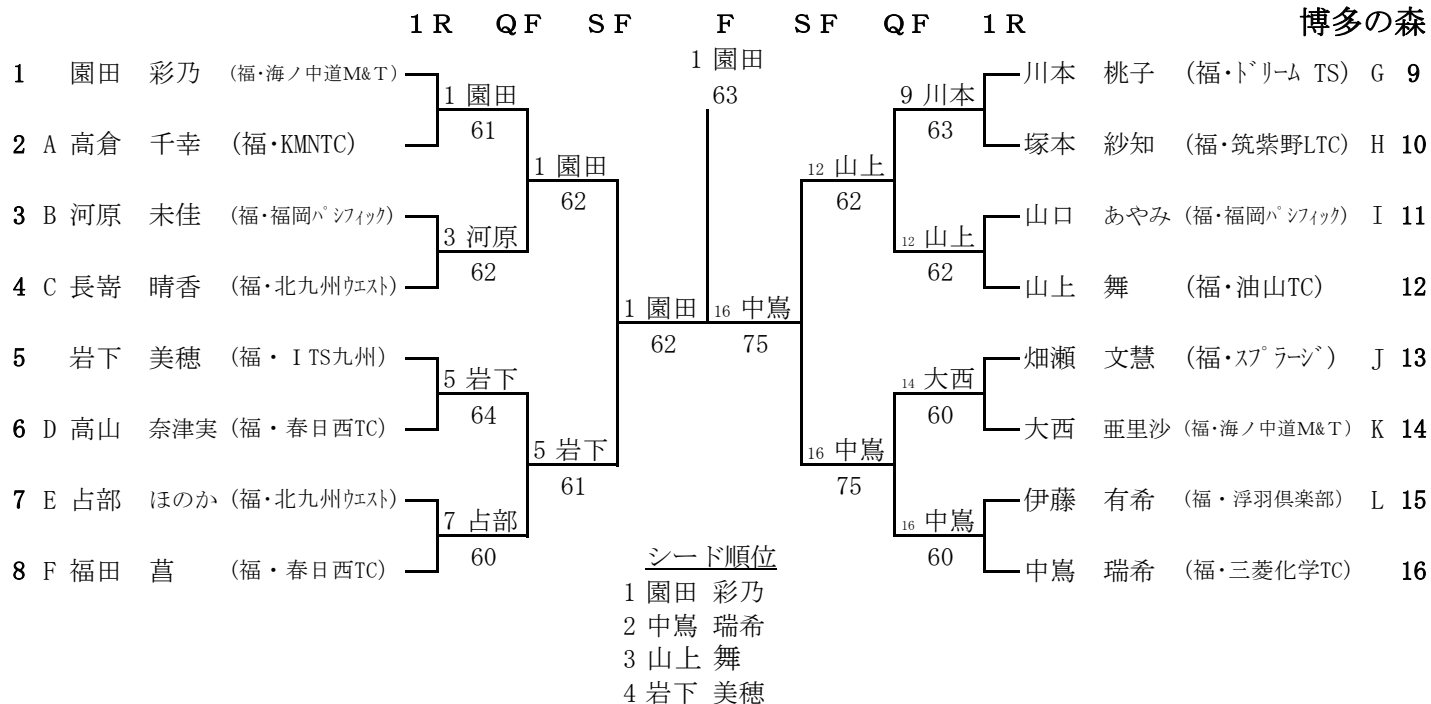 1R QF SF F SF QF 1R 博多の森
1 園田 彩乃 (福・海ノ中道M&T)
2 A 高倉 千幸 (福・KMNTC)
3 B 河原 未佳 (福・福岡パシフィック)
4 C 長嵜 晴香 (福・北九州ウエスト)
5 岩下 美穂 (福・ITS九州)
6 D 高山 奈津実 (福・春日西TC)
7 E 占部 ほのか (福・北九州ウエスト)
8 F 福田 菖 (福・春日西TC)
1 園田
61
3 河原
62
5 岩下
64
7 占部
60
1 園田
62
5 岩下
61
1 園田
62
1 園田
63
16 中嶌
75
12 山上
62
16 中嶌
75
9 川本
63
12 山上
62
14 大西
60
16 中嶌
60
川本 桃子 (福・ドリーム TS) G 9
塚本 紗知 (福・筑紫野LTC) H 10
山口 あやみ (福・福岡パシフィック) I 11
山上 舞 (福・油山TC) 12
畑瀬 文慧 (福・スプラージ) J 13
大西 亜里沙 (福・海ノ中道M&T) K 14
伊藤 有希 (福・浮羽倶楽部) L 15
中嶌 瑞希 (福・三菱化学TC) 16
シード順位
1 園田 彩乃
2 中嶌 瑞希
3 山上 舞
4 岩下 美穂